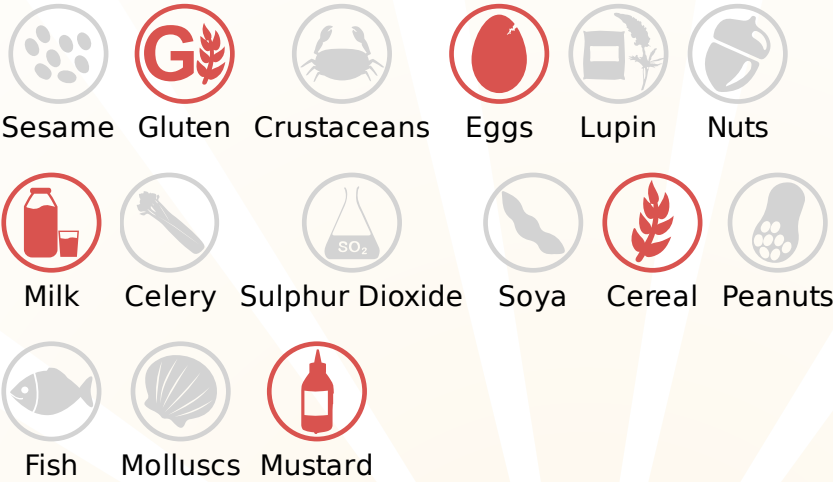 G
Sesame Gluten Crustaceans Eggs Lupin Nuts
SO₂
Milk Celery Sulphur Dioxide Soya Cereal Peanuts
Fish Molluscs Mustard